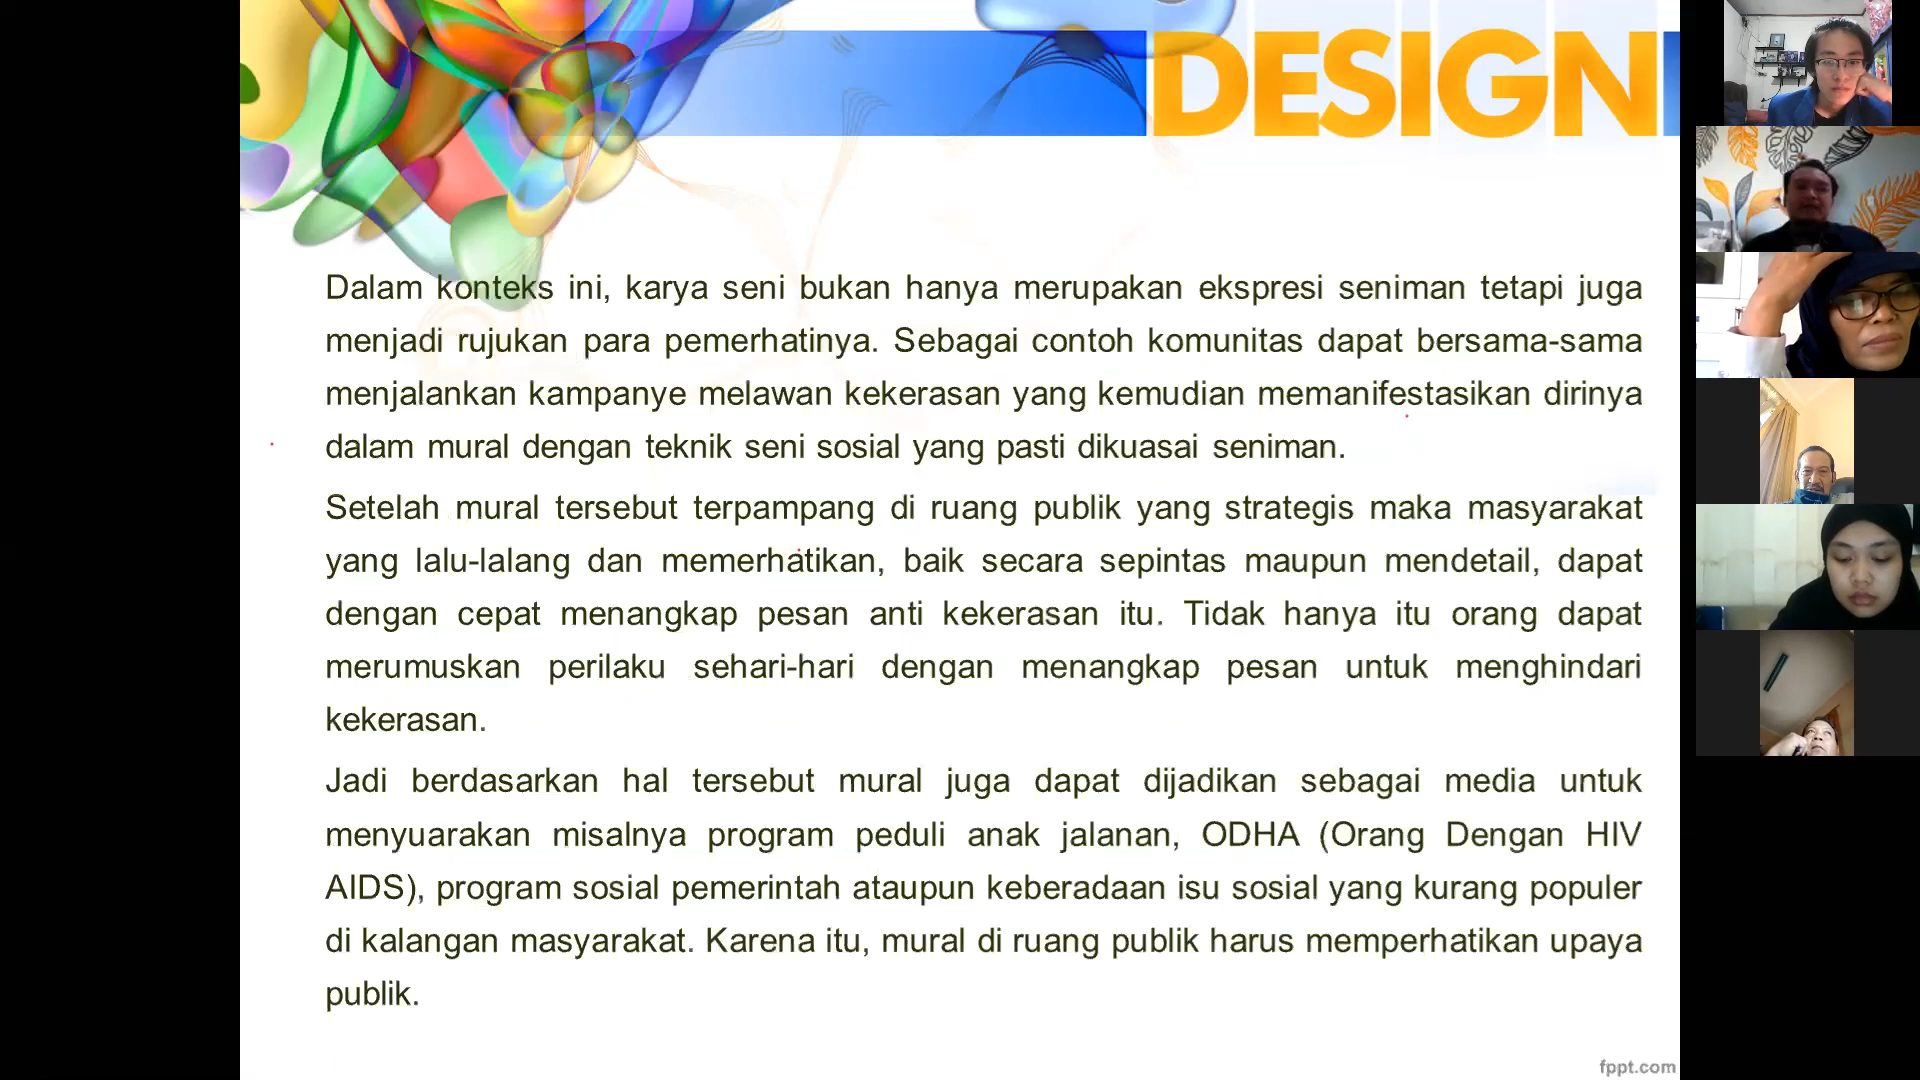 DESIGN
Dalam konteks ini, karya seni bukan hanya merupakan ekspresi seniman tetapi juga
menjadi rujukan para pemerhatinya. Sebagai contoh komunitas dapat bersama-sama
menjalankan kampanye melawan kekerasan yang kemudian memanifestasikan dirinya
dalam mural dengan teknik seni sosial yang pasti dikuasai seniman.
Setelah mural tersebut terpampang di ruang publik yang strategis maka masyarakat
yang lalu-lalang dan memerhatikan, baik secara sepintas maupun mendetail, dapat
dengan cepat menangkap pesan anti kekerasan itu. Tidak hanya itu orang dapat
merumuskan perilaku sehari-hari dengan menangkap pesan untuk menghindari
kekerasan.
Jadi berdasarkan hal tersebut mural juga dapat dijadikan sebagai media untuk
menyuarakan misalnya program peduli anak jalanan, ODHA (Orang Dengan HIV
AIDS), program sosial pemerintah ataupun keberadaan isu sosial yang kurang populer
di kalangan masyarakat. Karena itu, mural di ruang publik harus memperhatikan upaya
publik.
fppt.com